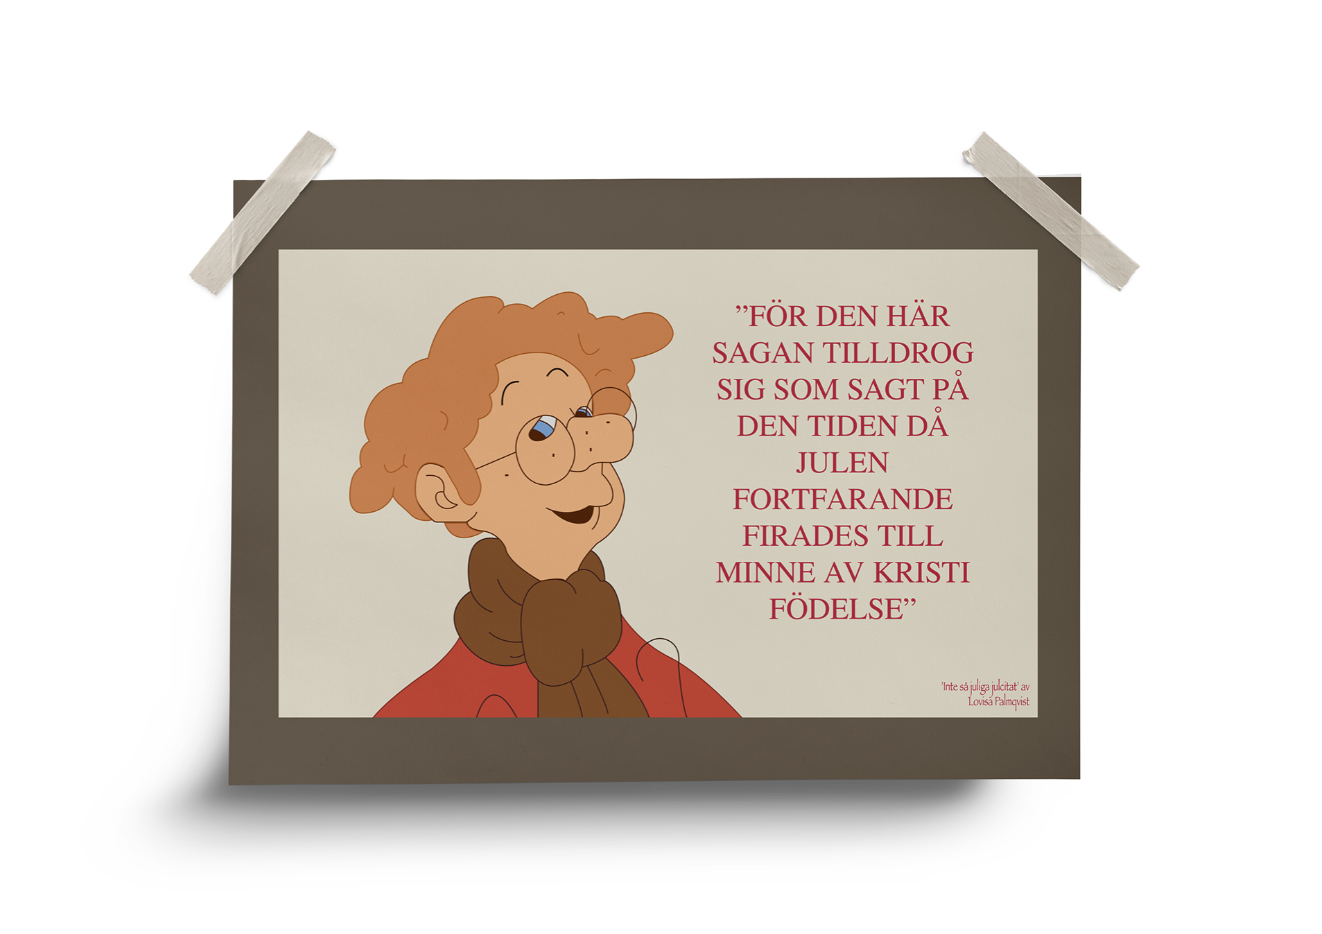 ”FÖR DEN HÄR
SAGAN TILLDROG
SIG SOM SAGT PÅ
DEN TIDEN DÅ
JULEN
FORTFARANDE
FIRADES TILL
MINNE AV KRISTI
FÖDELSE”
'Inte så juliga julcitat' av
Lovisa Palmqvist